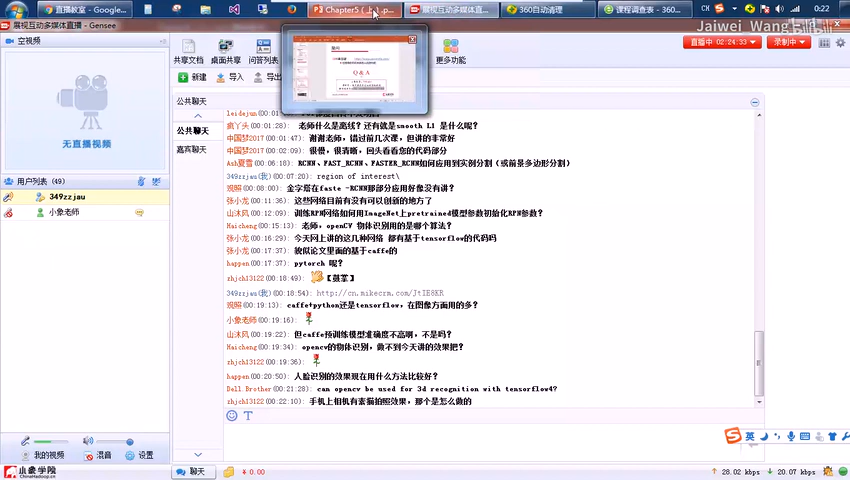 直播教室 - Google...
Chapter5（上).p...
展视互动多媒体直...
360自动清理
课程调查表 - 360...
CH
0:22
展视互动多媒体直播 - Gensee
Jaiwei_Wang
直播中 02:24:33
录制中
空视频
无直播视频
用户列表 (49)
349zzjau
小象老师
我的视频
混音
设置
小象学院
ChinaHadoop.cn
共享文档
桌面共享
问答列表
更多功能
新建
导入
导出
疑问
Q & A
公共聊天
公共聊天
嘉宾聊天
leidejun
疯丫头(00:01:28): 老师什么是离线？还有就是smooth L1 是什么呢？
中国梦2017(00:01:47): 谢谢老师，错过前几次课，但讲的非常好
中国梦2017(00:02:02): 很慢，很清晰，回头看看您的代码部分
Ash夏雪(00:06:18): RCNN、FAST_RCNN、FASTER_RCNN如何应用到实例分割（或前景多边形分割）
349zzjau(我)(00:07:20): region of interest\
观照(00:08:00): 金字塔在faste -RCNN那部分应用好像没有讲？
张小龙(00:11:36): 这些网络目前有没有可以创新的地方了
山沐风(00:12:09): 训练RPN网络如何用ImageNet上pretrained模型参数初始化RPN参数？
Haicheng(00:15:13): 老师，openCV 物体识别用的是哪个算法？
张小龙(00:16:29): 今天网上讲的这几种网络 都有基于tensorflow的代码吗
张小龙(00:17:37): 貌似论文里面的基于caffe的
happen(00:17:37): pytorch 呢？
zhjch13122(00:18:49): 【鼓掌】
349zzjau(我)(00:18:54): http://cn.mikecrm.com/JtIE8KR
观照(00:19:13): caffe+python还是tensorflow，在图像方面用的多？
小象老师(00:19:16):
山沐风(00:19:22): 但caffe预训练模型准确度不高啊，不是吗？
Haicheng(00:19:34): opencv的物体识别，做不到今天讲的效果把？
zhjch13122(00:19:36):
happen(00:20:50): 人脸识别的效果现在用什么方法比较好？
Dell.Brother(00:21:28): can opencv be used for 3d recognition with tensorflow4?
zhjch13122(00:22:10): 手机上相机有素猫拍照效果，那个是怎么做的
英
聊天
¥ 0.00
28.02 kbps
20.07 kbps